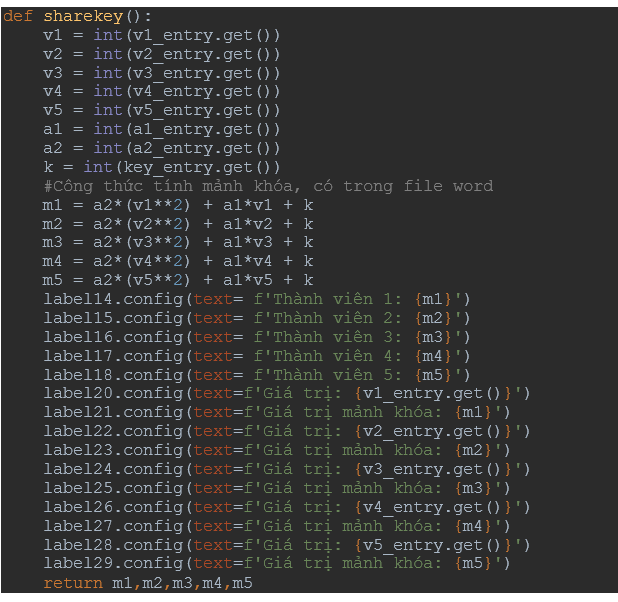 def sharekey():
    v1 = int(v1_entry.get())
    v2 = int(v2_entry.get())
    v3 = int(v3_entry.get())
    v4 = int(v4_entry.get())
    v5 = int(v5_entry.get())
    a1 = int(a1_entry.get())
    a2 = int(a2_entry.get())
    k = int(key_entry.get())
    #Công thức tính mảnh khóa, có trong file word
    m1 = a2*(v1**2) + a1*v1 + k
    m2 = a2*(v2**2) + a1*v2 + k
    m3 = a2*(v3**2) + a1*v3 + k
    m4 = a2*(v4**2) + a1*v4 + k
    m5 = a2*(v5**2) + a1*v5 + k
    label14.config(text= f'Thành viên 1: {m1}')
    label15.config(text= f'Thành viên 2: {m2}')
    label16.config(text= f'Thành viên 3: {m3}')
    label17.config(text= f'Thành viên 4: {m4}')
    label18.config(text= f'Thành viên 5: {m5}')
    label20.config(text=f'Giá trị: {v1_entry.get()}')
    label21.config(text=f'Giá trị mảnh khóa: {m1}')
    label22.config(text=f'Giá trị: {v2_entry.get()}')
    label23.config(text=f'Giá trị mảnh khóa: {m2}')
    label24.config(text=f'Giá trị: {v3_entry.get()}')
    label25.config(text=f'Giá trị mảnh khóa: {m3}')
    label26.config(text=f'Giá trị: {v4_entry.get()}')
    label27.config(text=f'Giá trị mảnh khóa: {m4}')
    label28.config(text=f'Giá trị: {v5_entry.get()}')
    label29.config(text=f'Giá trị mảnh khóa: {m5}')
    return m1,m2,m3,m4,m5